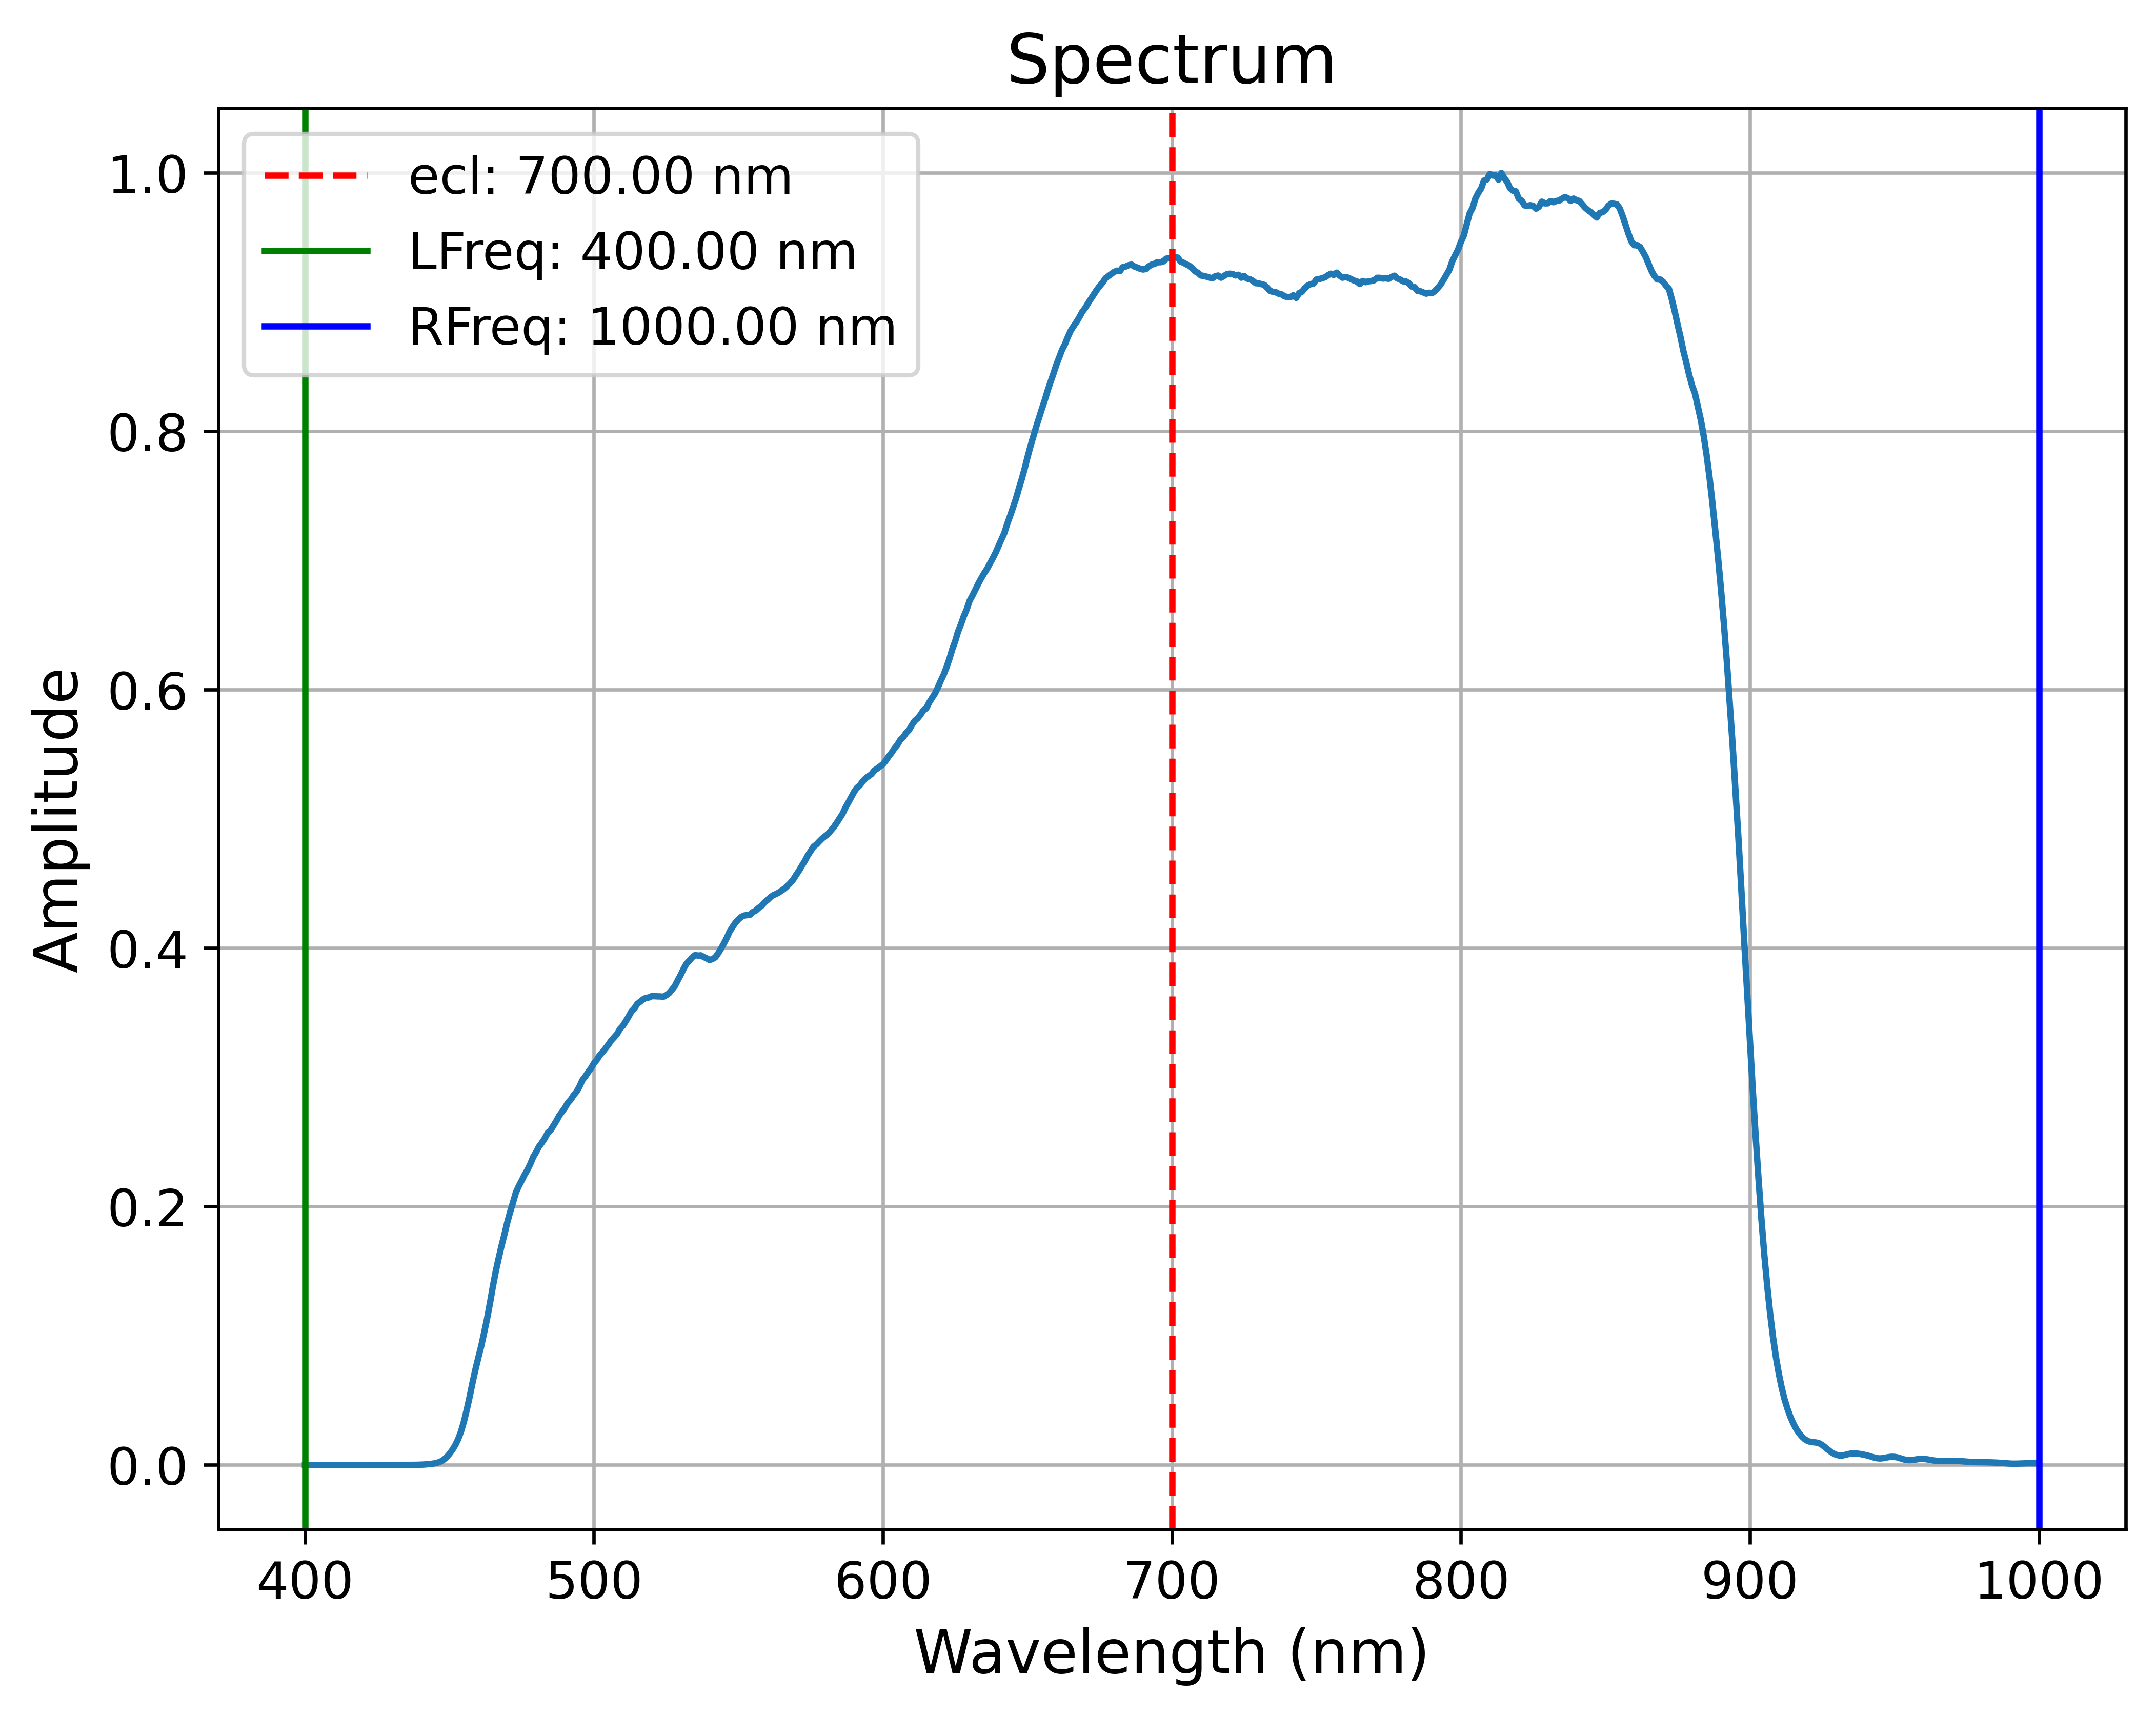 Spectrum
ecl: 700.00 nm
LFreq: 400.00 nm
RFreq: 1000.00 nm
Amplitude
1.0
0.8
0.6
0.4
0.2
0.0
400 500 600 700 800 900 1000
Wavelength (nm)